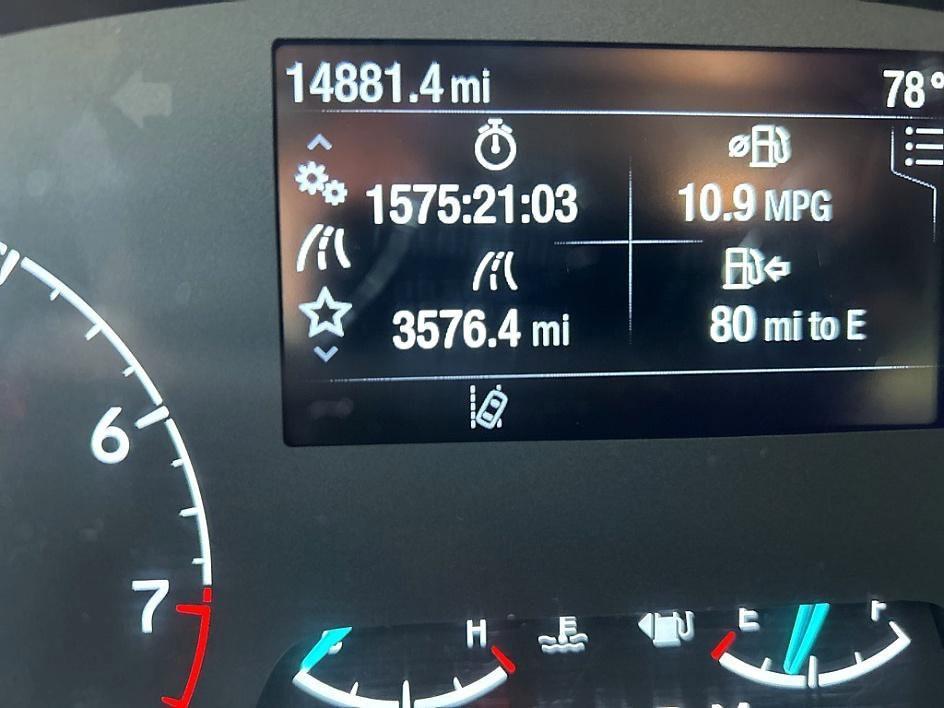 14881.4 mi 78°
1575:21:03 10.9 MPG
3576.4 mi 80 mi to E
6
7
H E F